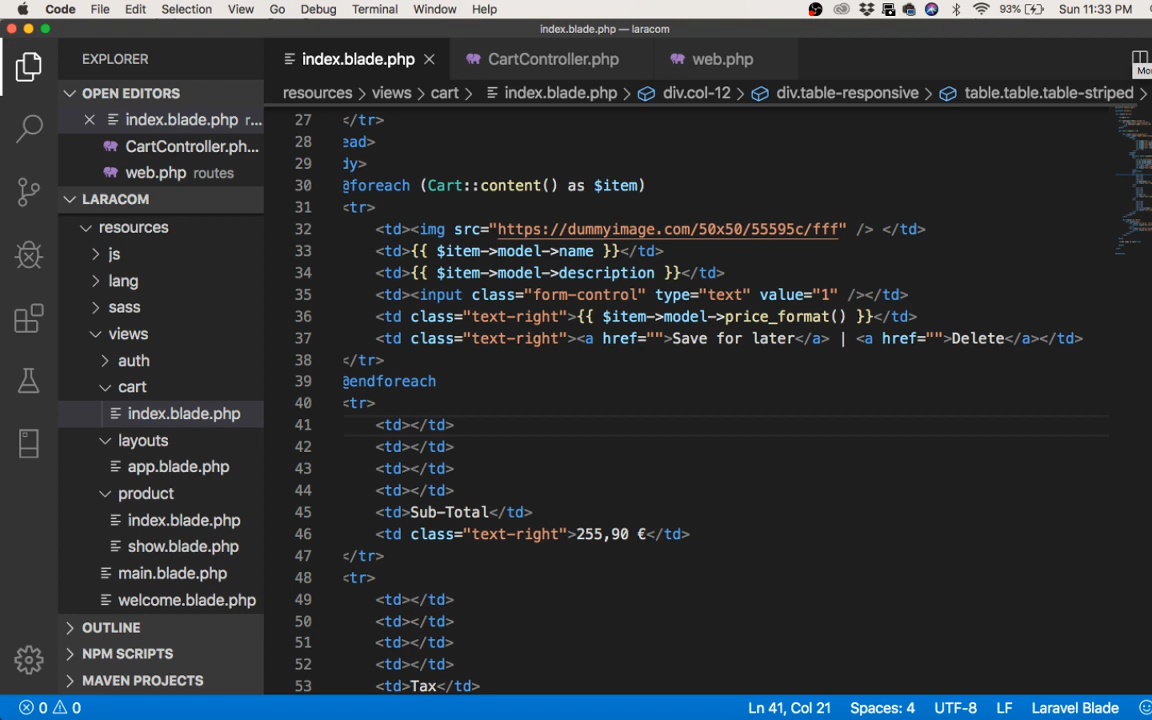 Code File Edit Selection View Go Debug Terminal Window Help 93% Sun 11:33 PM
index.blade.php — laracom
EXPLORER
index.blade.php CartController.php web.php
Mo
OPEN EDITORS
resources > views > cart > index.blade.php > div.col-12 > div.table-responsive > table.table.table-striped >
index.blade.php r...
CartController.ph...
web.php routes
LARACOM
resources
js
lang
sass
views
auth
cart
index.blade.php
layouts
app.blade.php
product
index.blade.php
show.blade.php
main.blade.php
welcome.blade.php
OUTLINE
NPM SCRIPTS
MAVEN PROJECTS
27 </tr>
28 ead>
29 dy>
30 @foreach (Cart::content() as $item)
31 <tr>
32 <td><img src="https://dummyimage.com/50x50/55595c/fff" /> </td>
33 <td>{{ $item->model->name }}</td>
34 <td>{{ $item->model->description }}</td>
35 <td><input class="form-control" type="text" value="1" /></td>
36 <td class="text-right">{{ $item->model->price_format() }}</td>
37 <td class="text-right"><a href="">Save for later</a> | <a href="">Delete</a></td>
38 </tr>
39 @endforeach
40 <tr>
41 <td></td>
42 <td></td>
43 <td></td>
44 <td></td>
45 <td>Sub-Total</td>
46 <td class="text-right">255,90 €</td>
47 </tr>
48 <tr>
49 <td></td>
50 <td></td>
51 <td></td>
52 <td></td>
53 <td>Tax</td>
0 0 Ln 41, Col 21 Spaces: 4 UTF-8 LF Laravel Blade